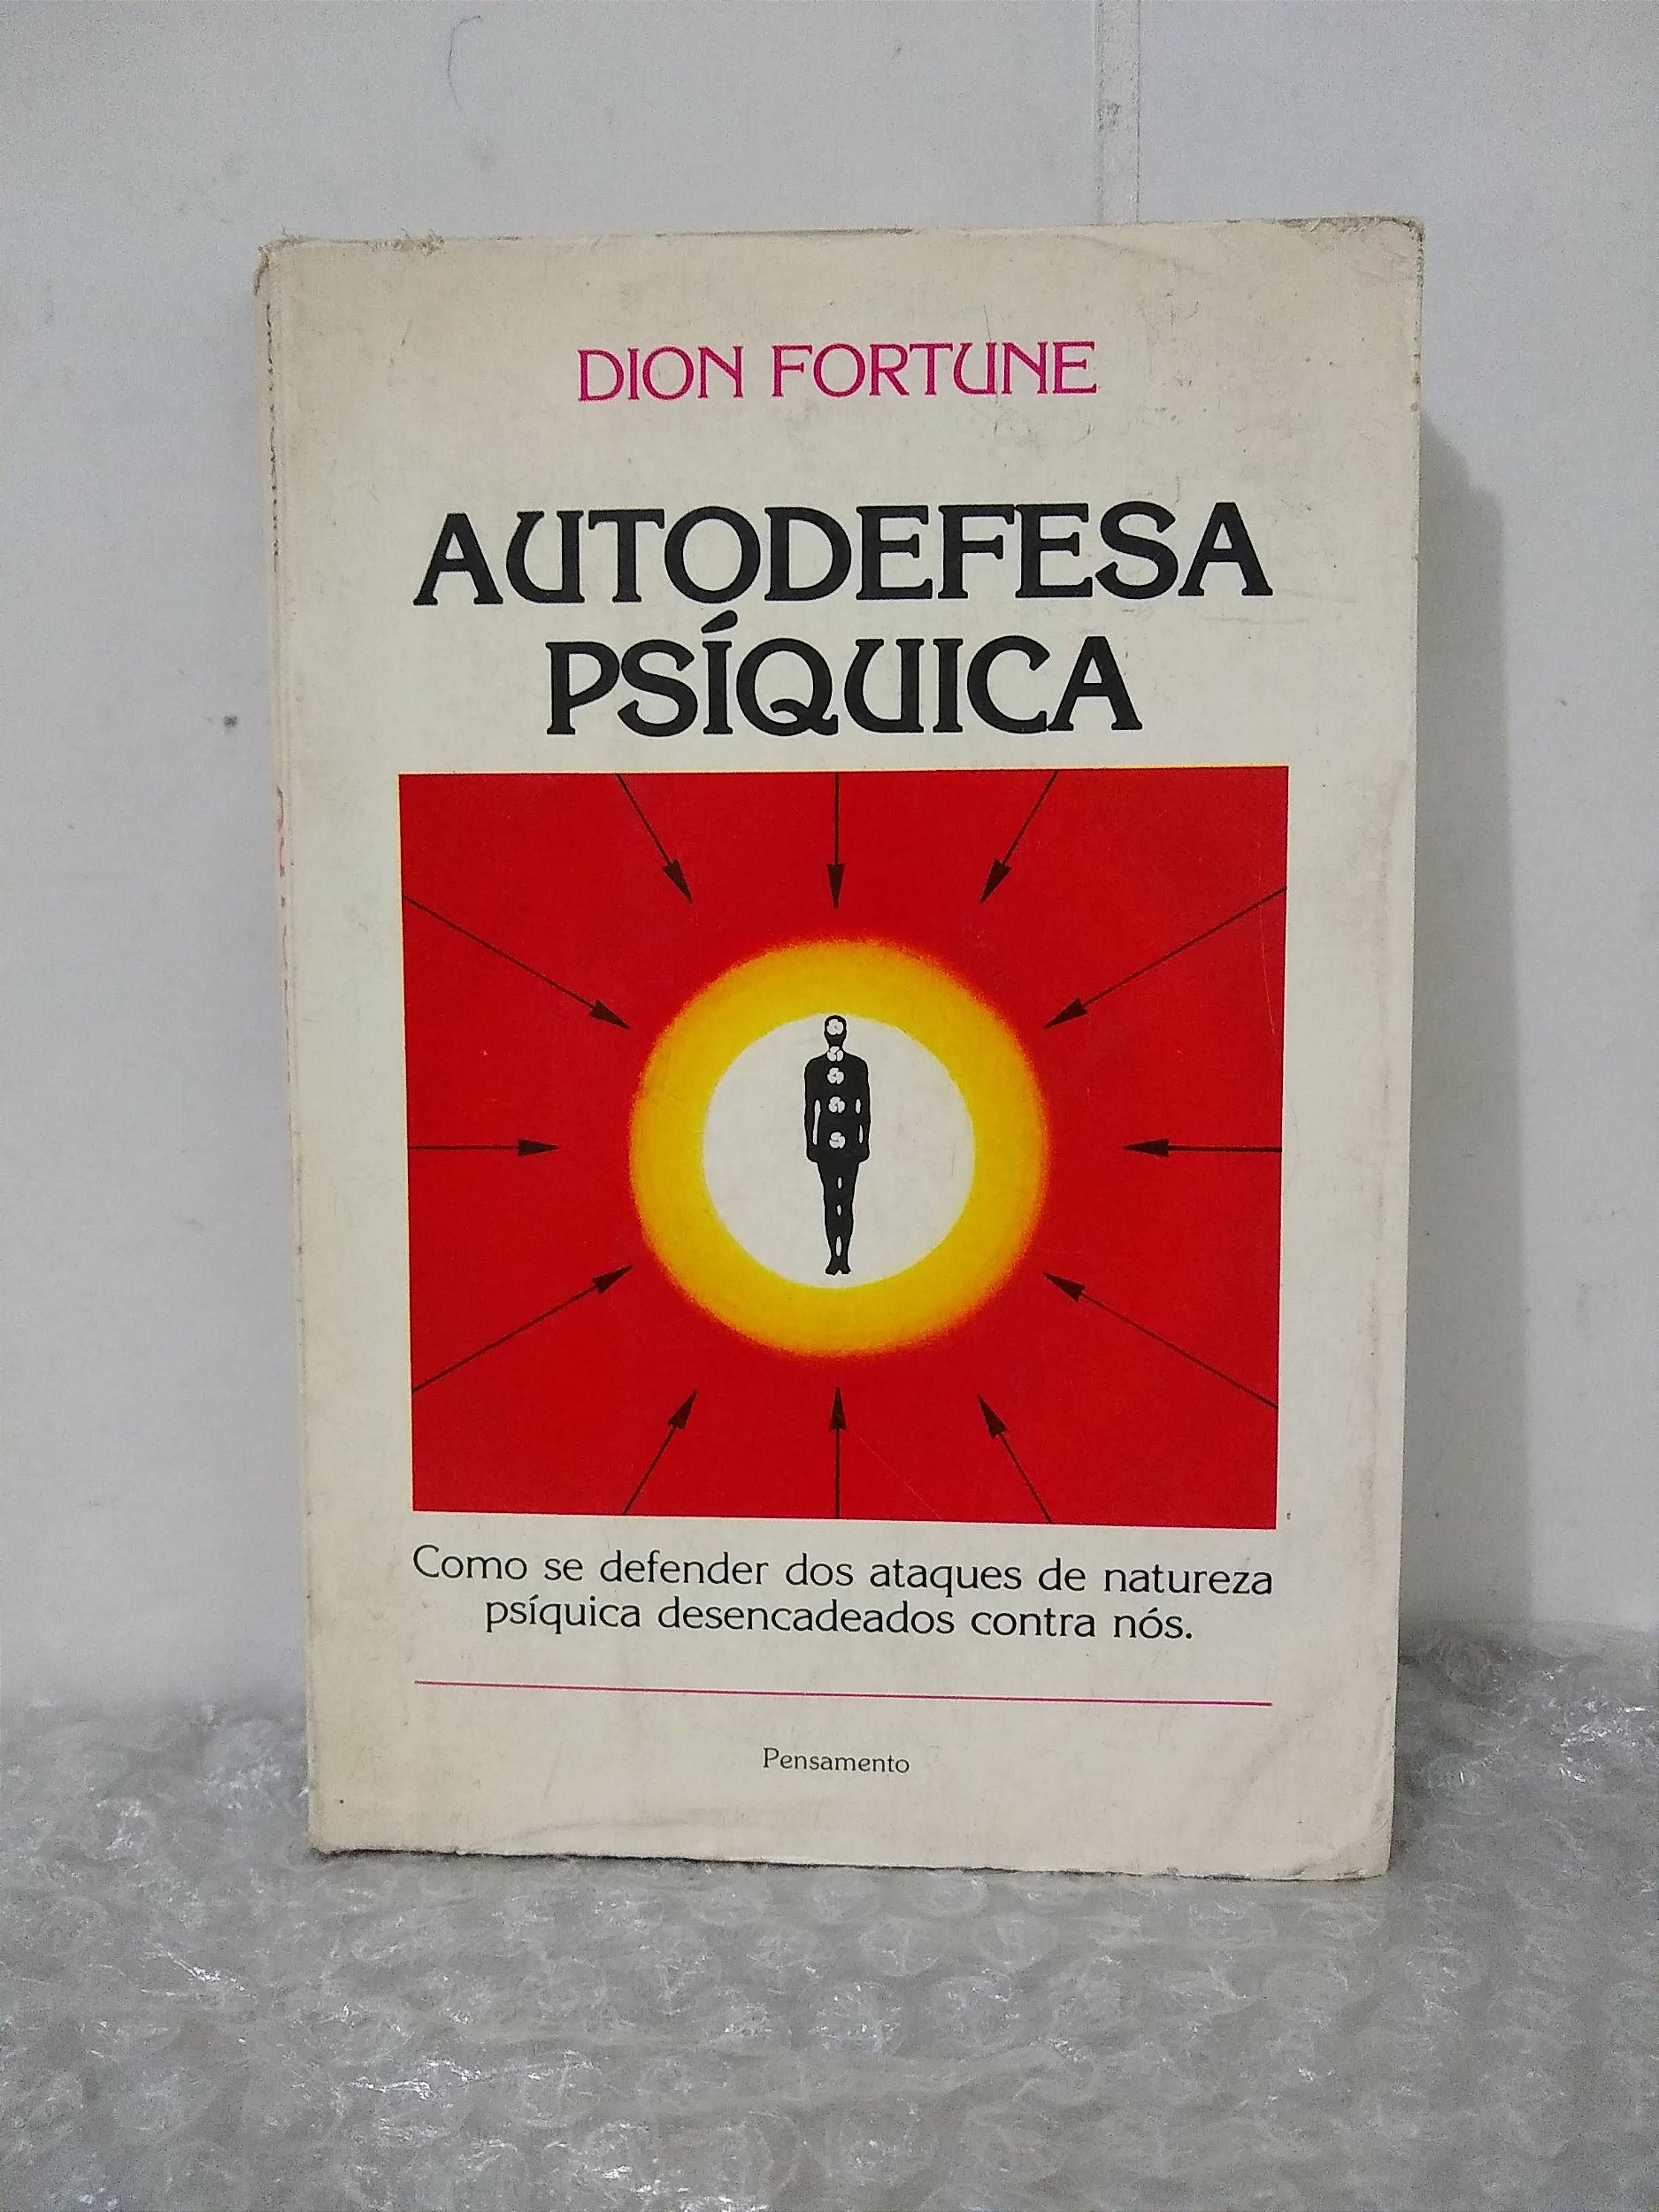 DION FORTUNE
AUTODEFESA
PSÍQUICA
Como se defender dos ataques de natureza
psíquica desencadeados contra nós.
Pensamento